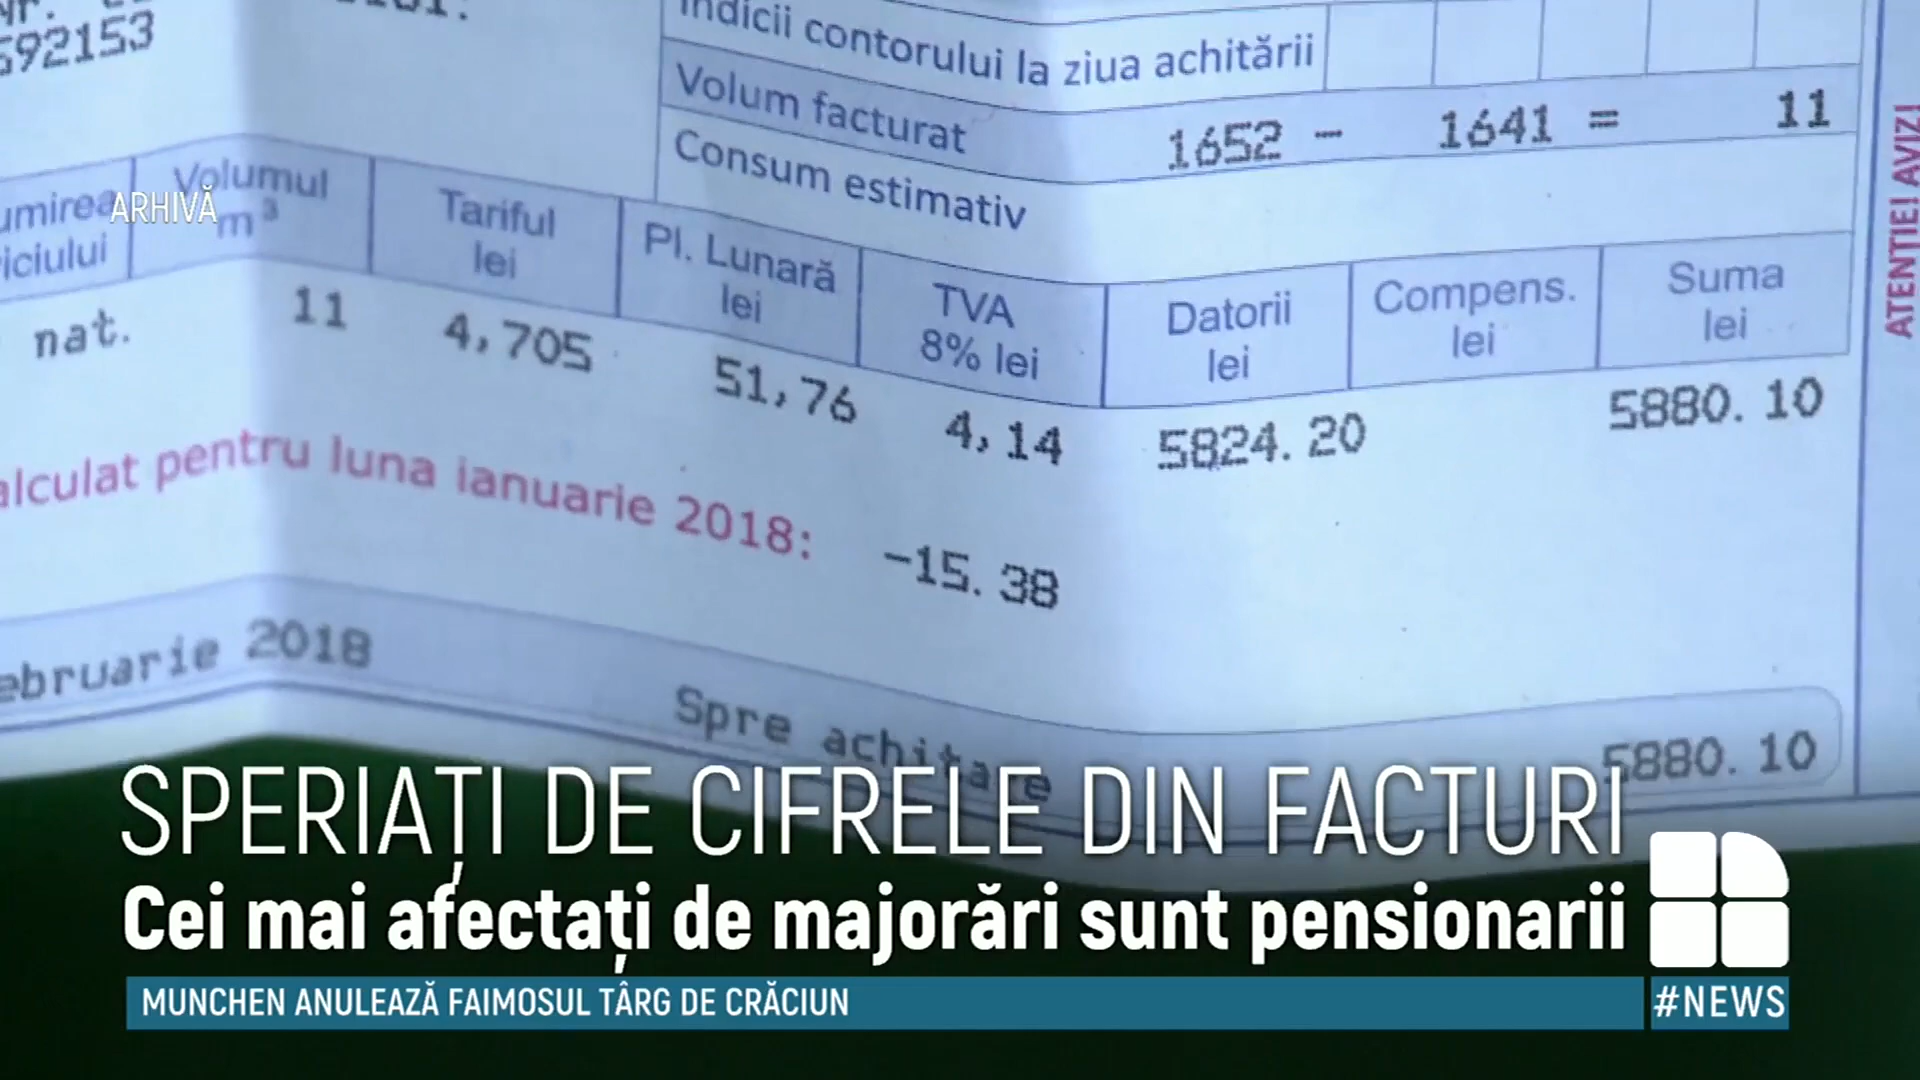 592153
Indicii contorului la ziua achitării
Volum facturat 1652 - 1641 = 11
Consum estimativ
ATENȚIE! AVIZ!
ARHIVĂ
Volumul m³
Tariful lei
Pl. Lunară lei
TVA 8% lei
Datorii lei
Compens. lei
Suma lei
nat. 11 4,705 51,76 4,14 5824.20 5880.10
alculat pentru luna ianuarie 2018: -15.38
ebruarie 2018
Spre achitare 5880.10
SPERIAȚI DE CIFRELE DIN FACTURI
Cei mai afectați de majorări sunt pensionarii
MUNCHEN ANULEAZĂ FAIMOSUL TÂRG DE CRĂCIUN
#NEWS